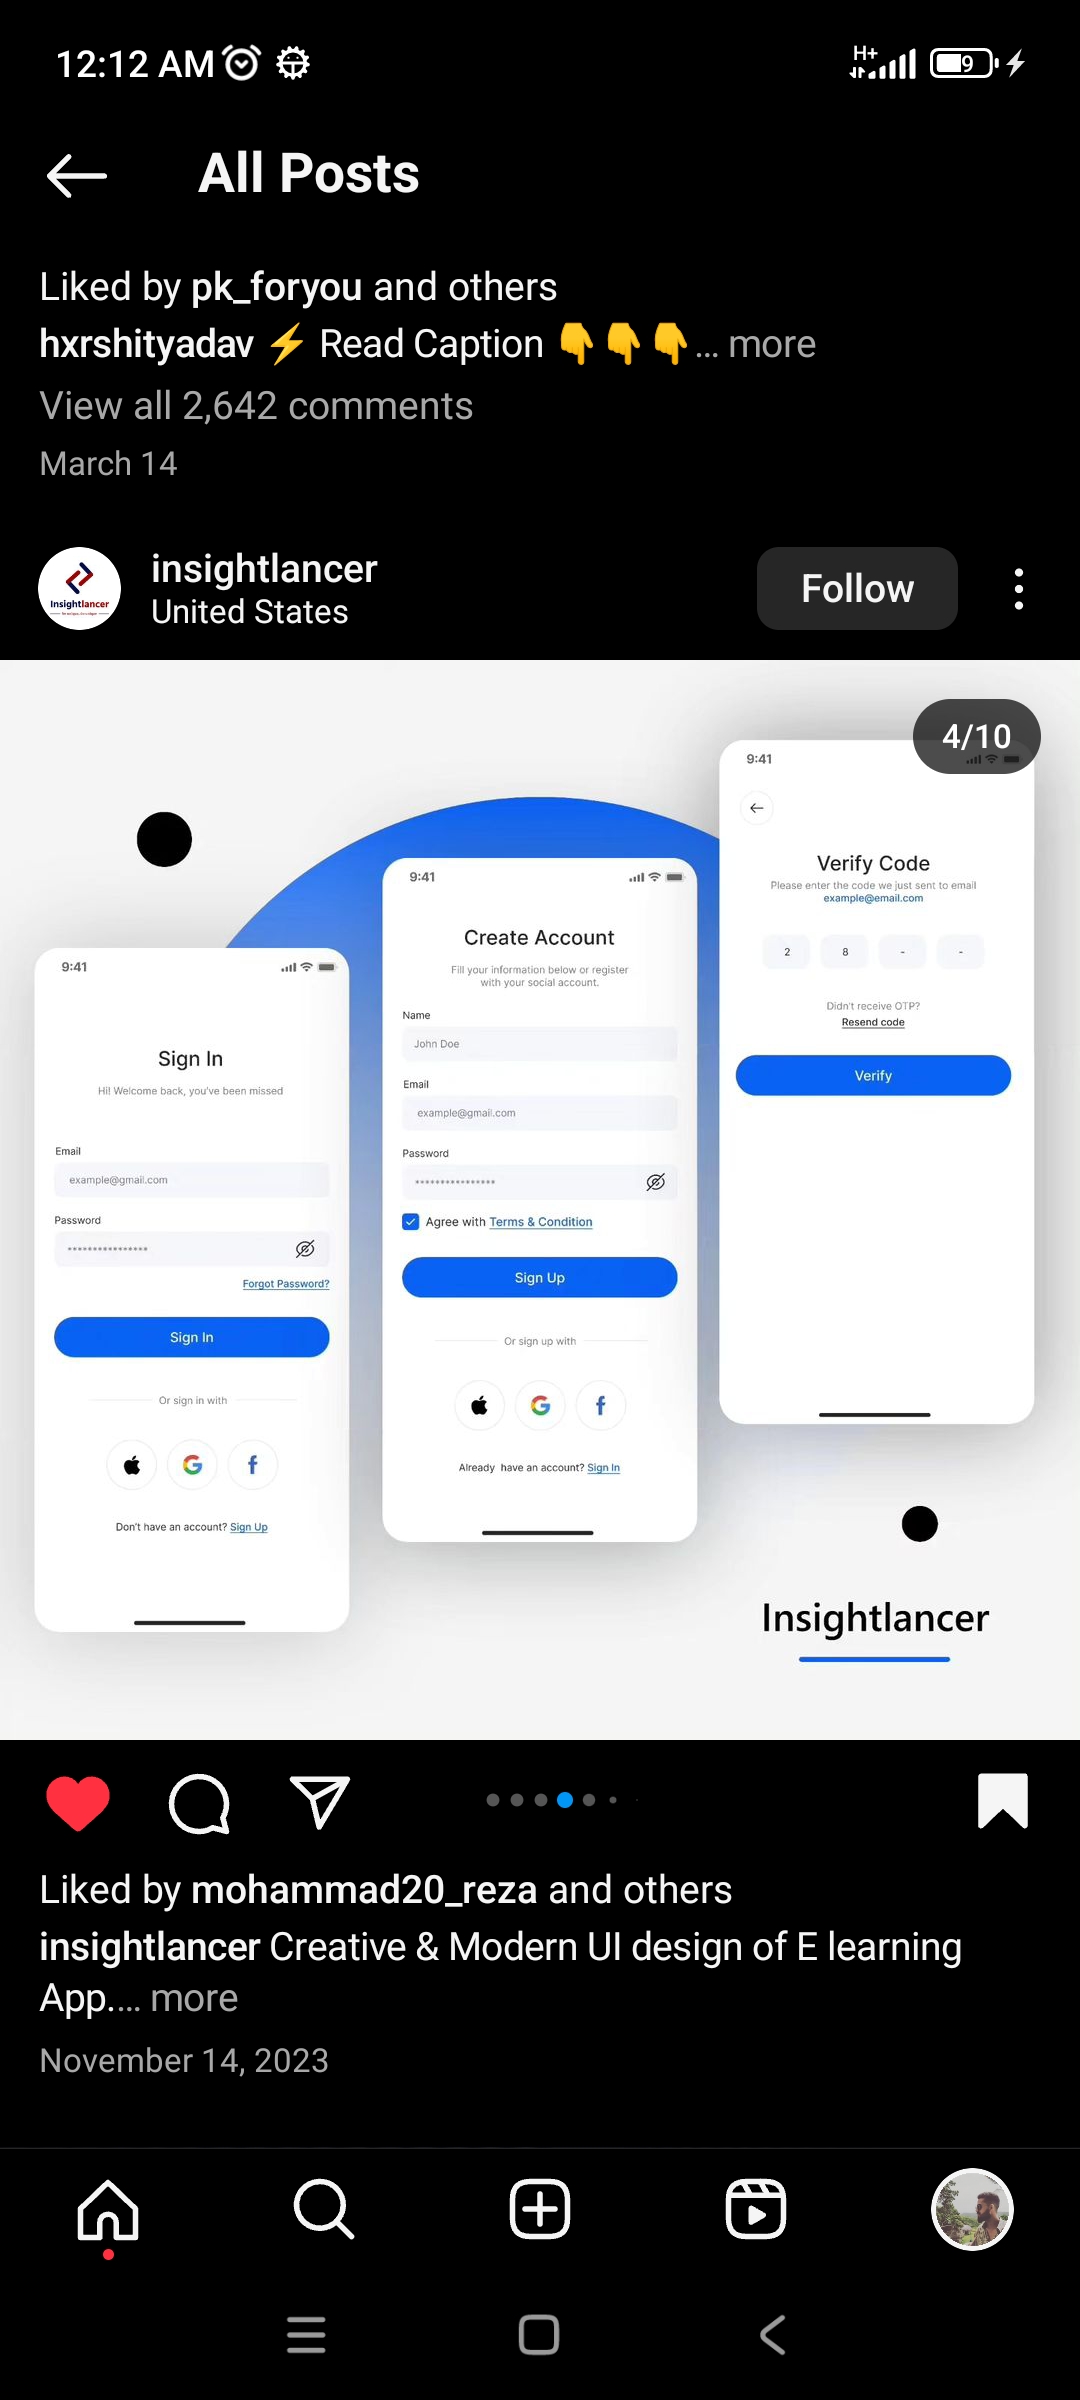 12:12 AM
H+
9
All Posts
Liked by pk_foryou and others
hxrshityadav ⚡ Read Caption 👇👇👇... more
View all 2,642 comments
March 14
Insightlancer
insightlancer
United States
Follow
4/10
9:41
Verify Code
Please enter the code we just sent to email
example@email.com
2 8 - -
Didn't receive OTP?
Resend code
Verify
9:41
Create Account
Fill your information below or register
with your social account.
Name
John Doe
Email
example@gmail.com
Password
****************
Agree with Terms & Condition
Sign Up
Or sign up with
Already have an account? Sign In
9:41
Sign In
Hi! Welcome back, you've been missed
Email
example@gmail.com
Password
****************
Forgot Password?
Sign In
Or sign in with
Don't have an account? Sign Up
Insightlancer
Liked by mohammad20_reza and others
insightlancer Creative & Modern UI design of E learning
App.... more
November 14, 2023